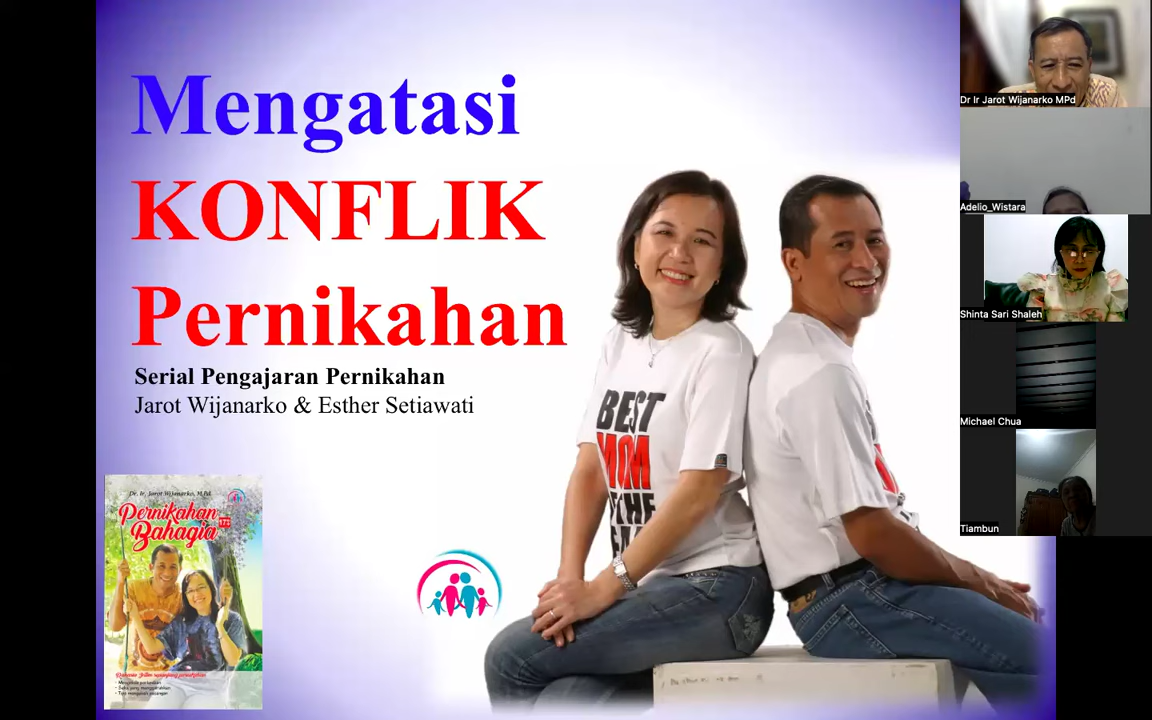 Mengatasi
KONFLIK
Pernikahan
Serial Pengajaran Pernikahan
Jarot Wijanarko & Esther Setiawati
Dr. Ir. Jarot Wijanarko, M.Pd.
Pernikahan
Bahagia
BEST
MOM
Dr Ir Jarot Wijanarko MPd
Adelio_Wistara
Shinta Sari Shaleh
Michael Chua
Tiambun